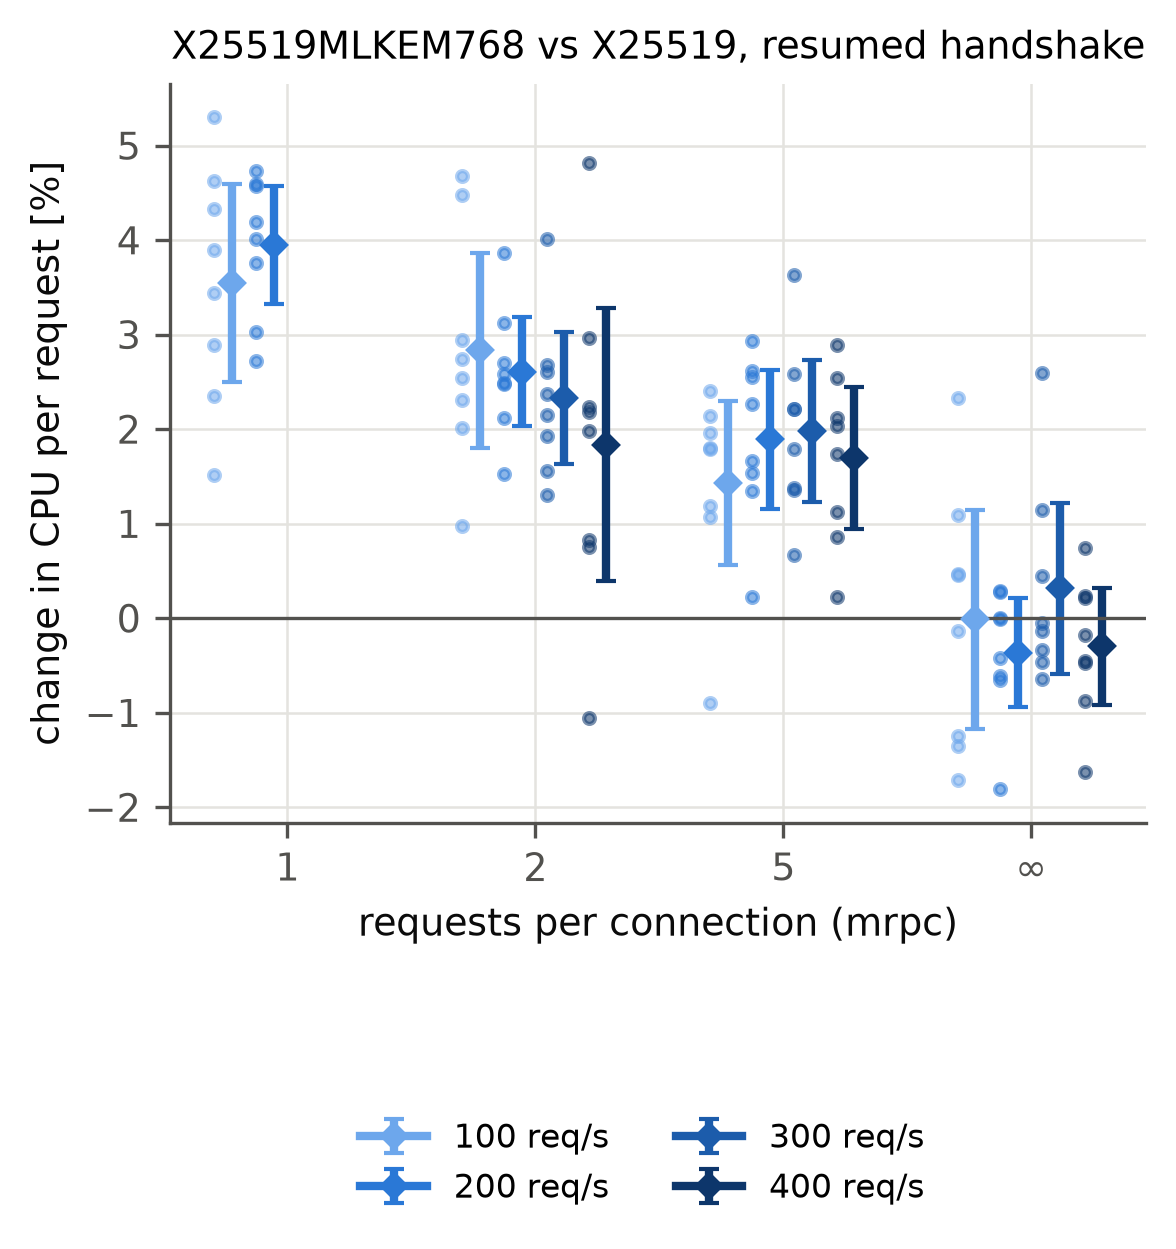 X25519MLKEM768 vs X25519, resumed handshake
change in CPU per request [%]
5
4
3
2
1
0
−1
−2
1 2 5 ∞
requests per connection (mrpc)
100 req/s 300 req/s
200 req/s 400 req/s